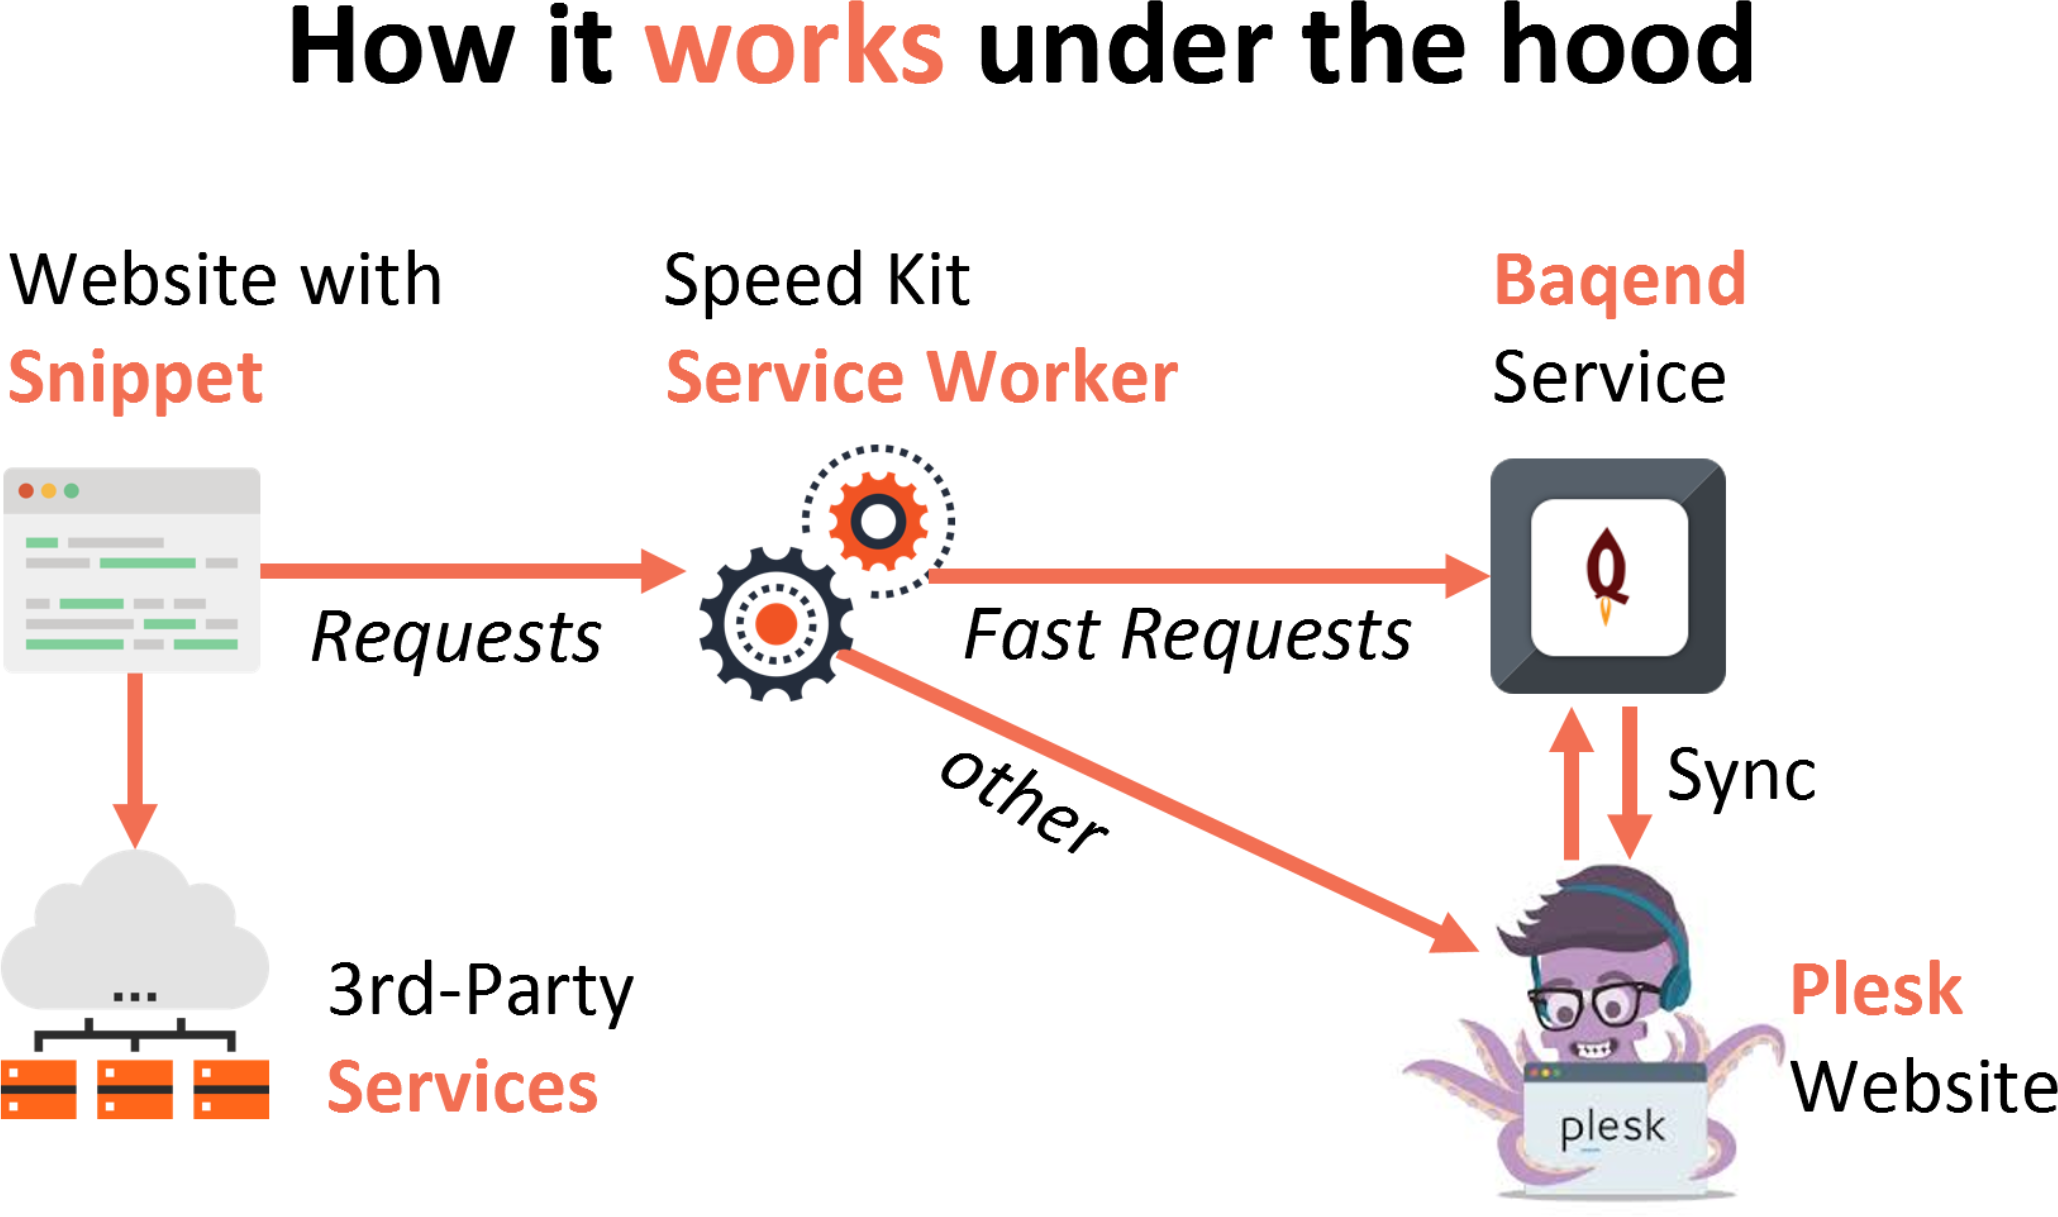 How it works under the hood
Website with
Snippet
Speed Kit
Service Worker
Baqend
Service
Requests
Fast Requests
other
Sync
3rd-Party
Services
Plesk
Website
plesk